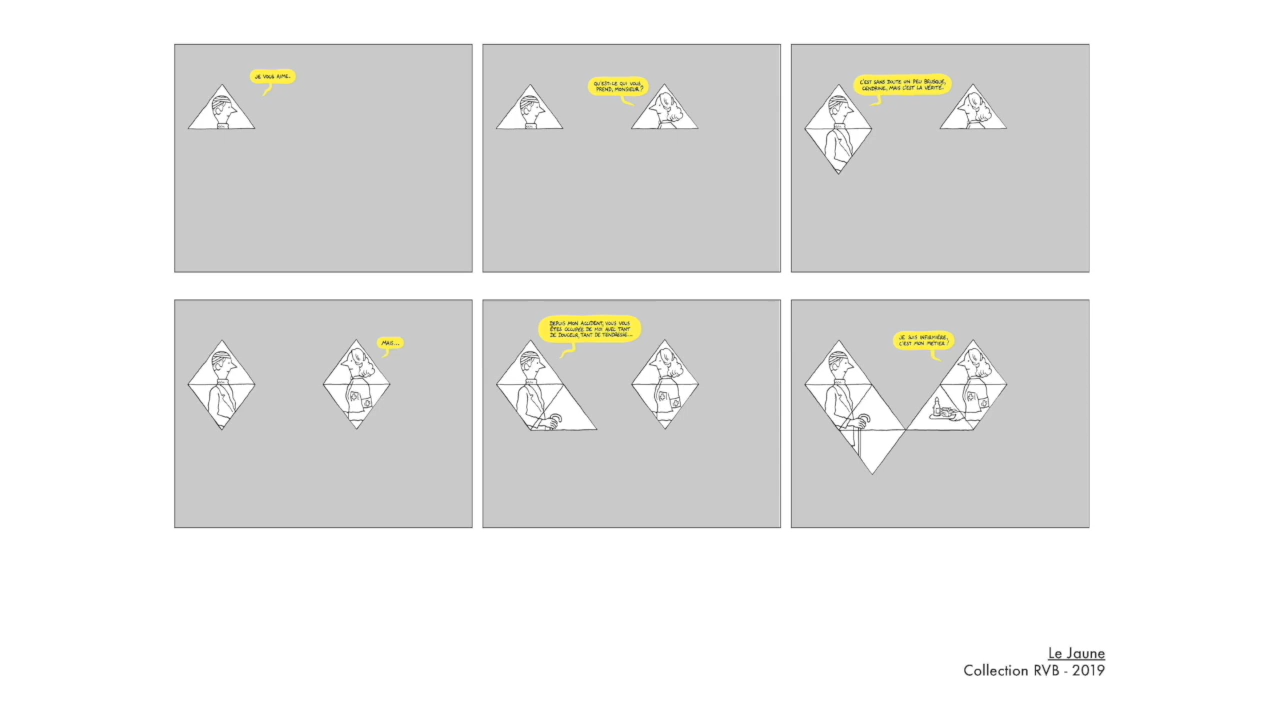 JE VOUS AIME.
QU'EST-CE QUI VOUS
PREND, MONSIEUR ?
C'EST SANS DOUTE UN PEU BRUSQUE,
CENDRINE, MAIS C'EST LA VÉRITÉ.
MAIS...
DEPUIS MON ACCIDENT, VOUS VOUS
ÊTES OCCUPÉE DE MOI AVEC TANT
DE DOUCEUR, TANT DE TENDRESSE...
JE SUIS INFIRMIÈRE,
C'EST MON MÉTIER !
Le Jaune
Collection RVB - 2019